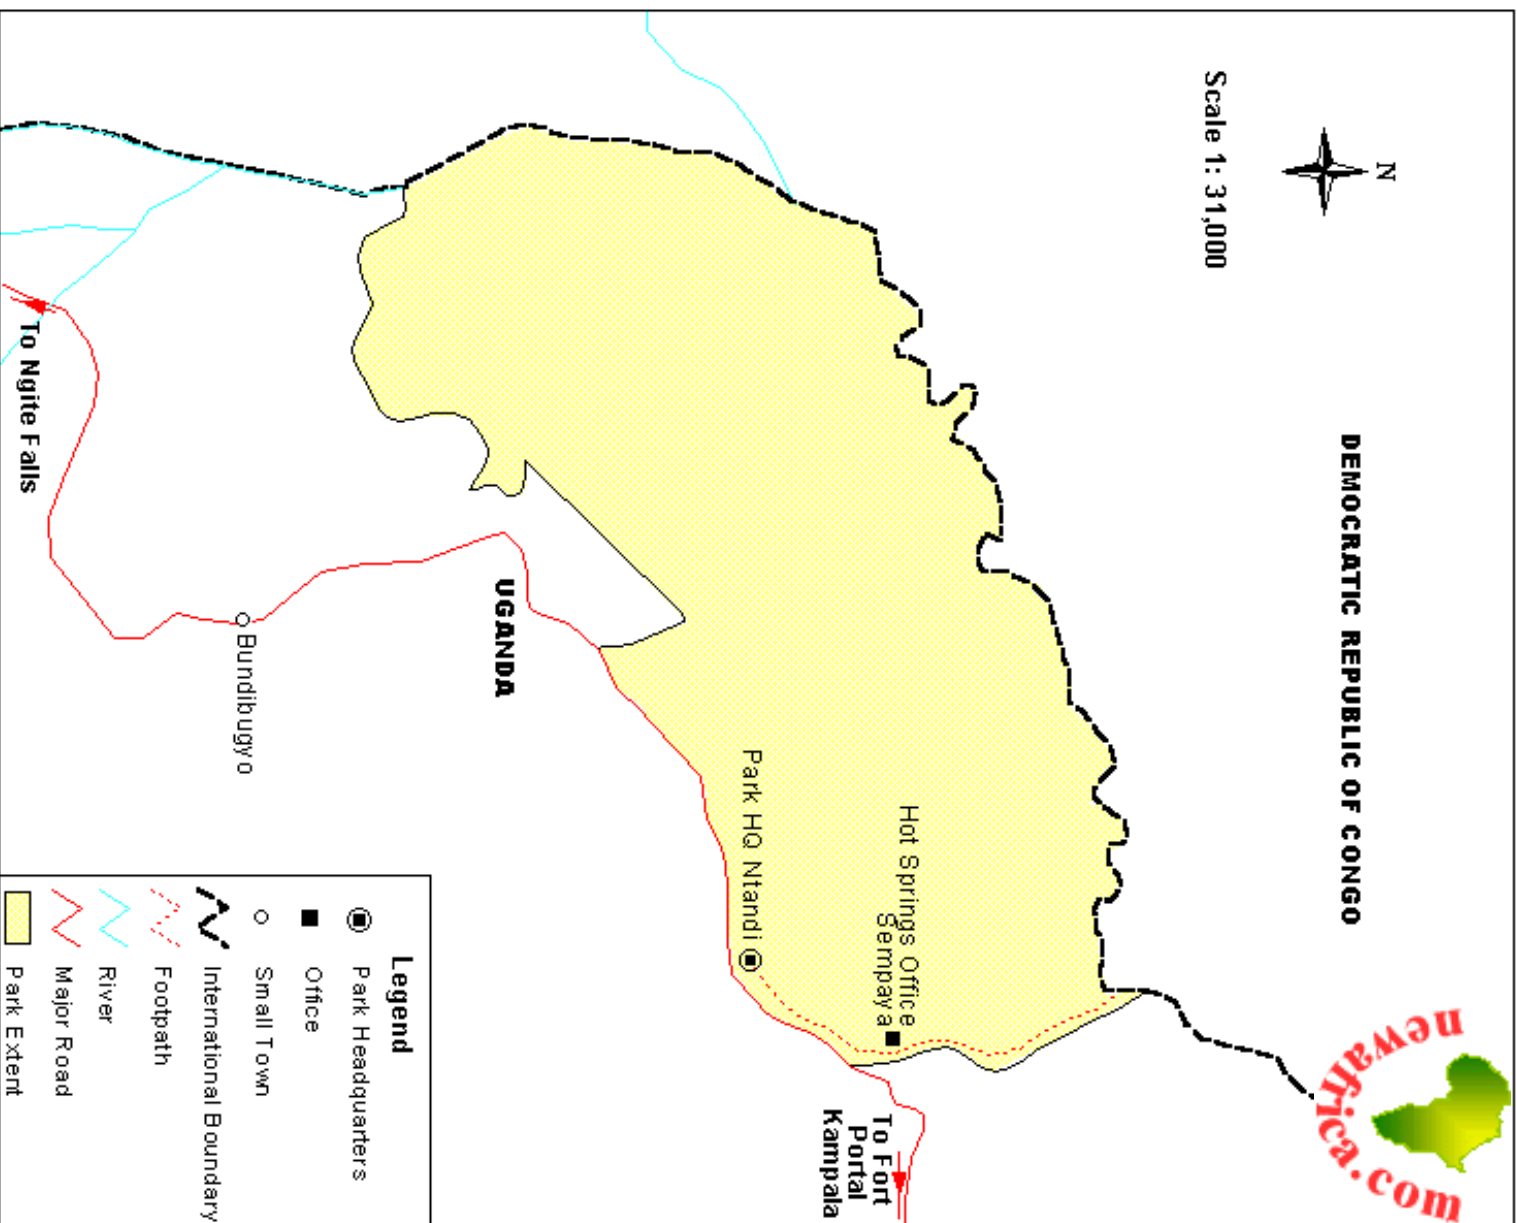 N
Scale 1: 31,000
DEMOCRATIC REPUBLIC OF CONGO
newafrica.com
Hot Springs Office
Sempaya
Park HQ Ntandi
To Fort
Portal
Kampala
UGANDA
Bundibugyo
To Ngite Falls
Legend
Park Headquarters
Office
Small Town
International Boundary
Footpath
River
Major Road
Park Extent